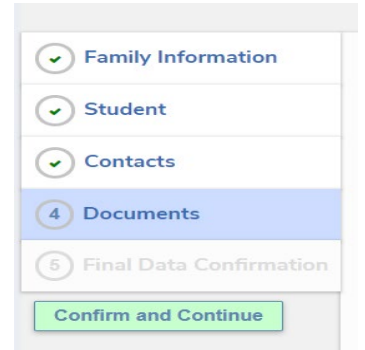 Family Information
Student
Contacts
4 Documents
5 Final Data Confirmation
Confirm and Continue